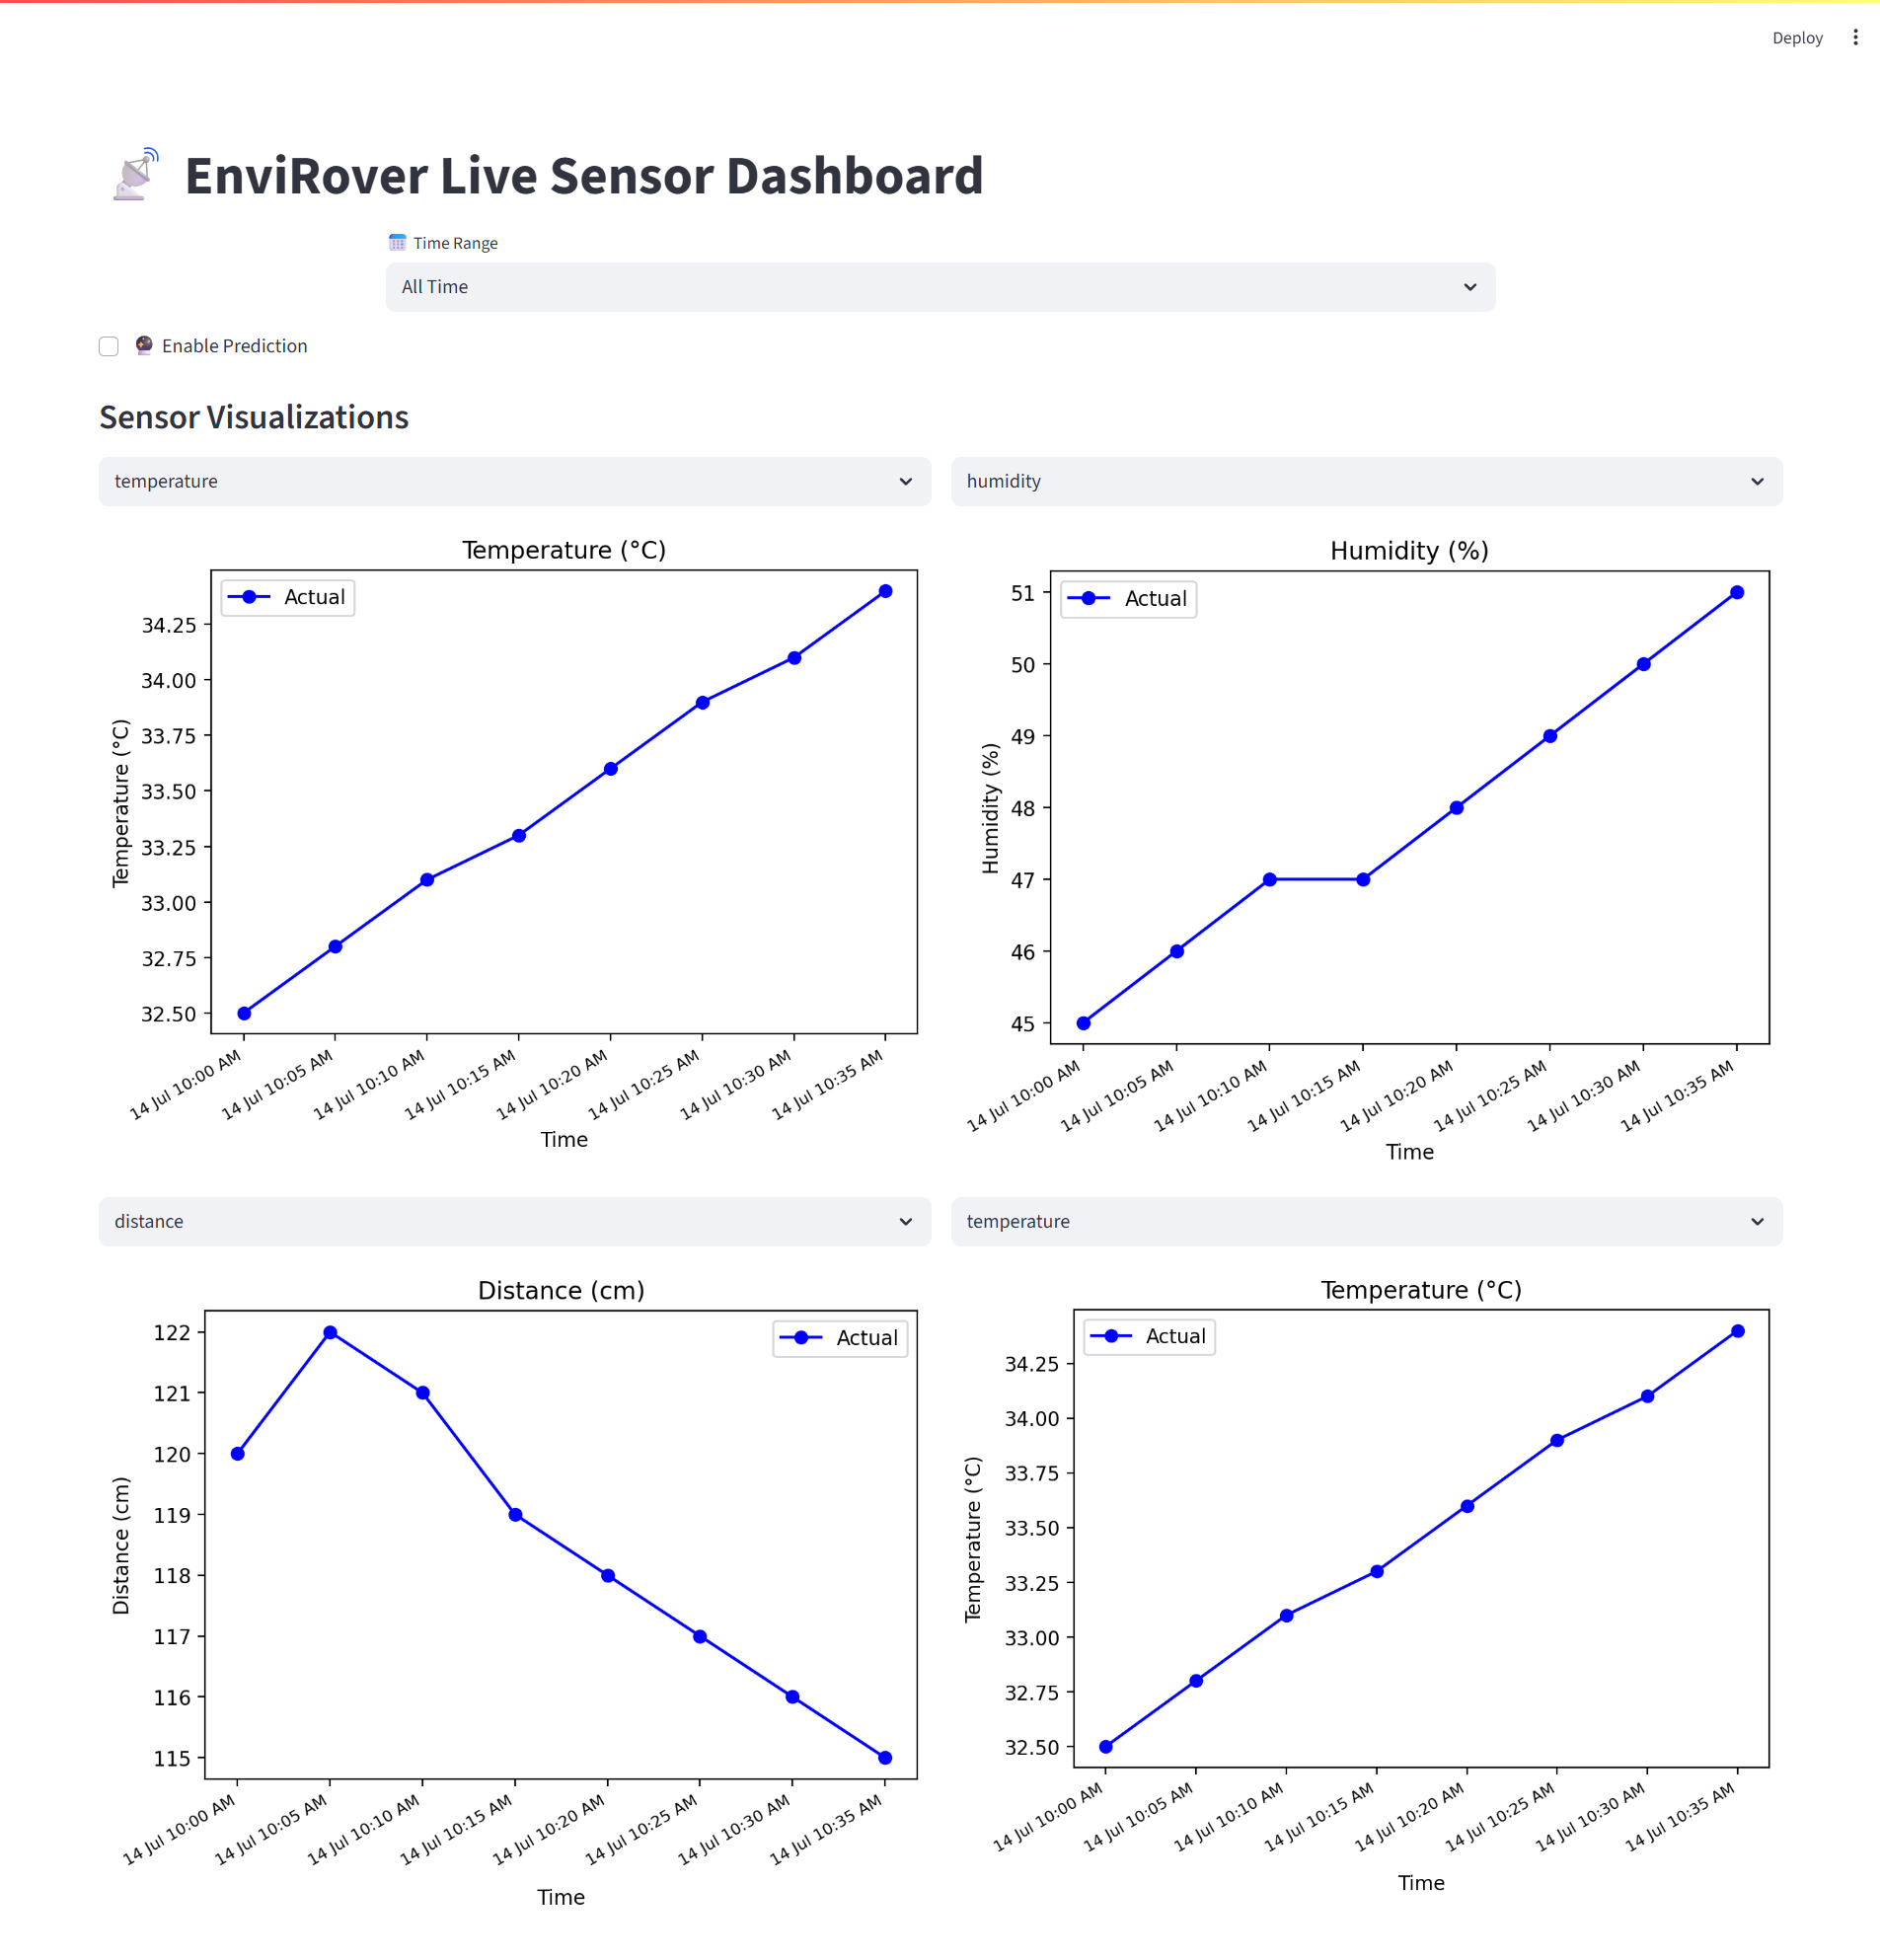 Deploy
EnviRover Live Sensor Dashboard
Time Range
All Time
Enable Prediction
Sensor Visualizations
temperature
humidity
Temperature (°C)
Actual
34.25
34.00
33.75
33.50
33.25
33.00
32.75
32.50
Temperature (°C)
14 Jul 10:00 AM
14 Jul 10:05 AM
14 Jul 10:10 AM
14 Jul 10:15 AM
14 Jul 10:20 AM
14 Jul 10:25 AM
14 Jul 10:30 AM
14 Jul 10:35 AM
Time
Humidity (%)
Actual
51
50
49
48
47
46
45
Humidity (%)
14 Jul 10:00 AM
14 Jul 10:05 AM
14 Jul 10:10 AM
14 Jul 10:15 AM
14 Jul 10:20 AM
14 Jul 10:25 AM
14 Jul 10:30 AM
14 Jul 10:35 AM
Time
distance
temperature
Distance (cm)
Actual
122
121
120
119
118
117
116
115
Distance (cm)
14 Jul 10:00 AM
14 Jul 10:05 AM
14 Jul 10:10 AM
14 Jul 10:15 AM
14 Jul 10:20 AM
14 Jul 10:25 AM
14 Jul 10:30 AM
14 Jul 10:35 AM
Time
Temperature (°C)
Actual
34.25
34.00
33.75
33.50
33.25
33.00
32.75
32.50
Temperature (°C)
14 Jul 10:00 AM
14 Jul 10:05 AM
14 Jul 10:10 AM
14 Jul 10:15 AM
14 Jul 10:20 AM
14 Jul 10:25 AM
14 Jul 10:30 AM
14 Jul 10:35 AM
Time